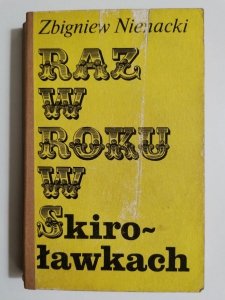 Zbigniew Nienacki
RAZ
W
ROKU
W
Skiro-
ławkach